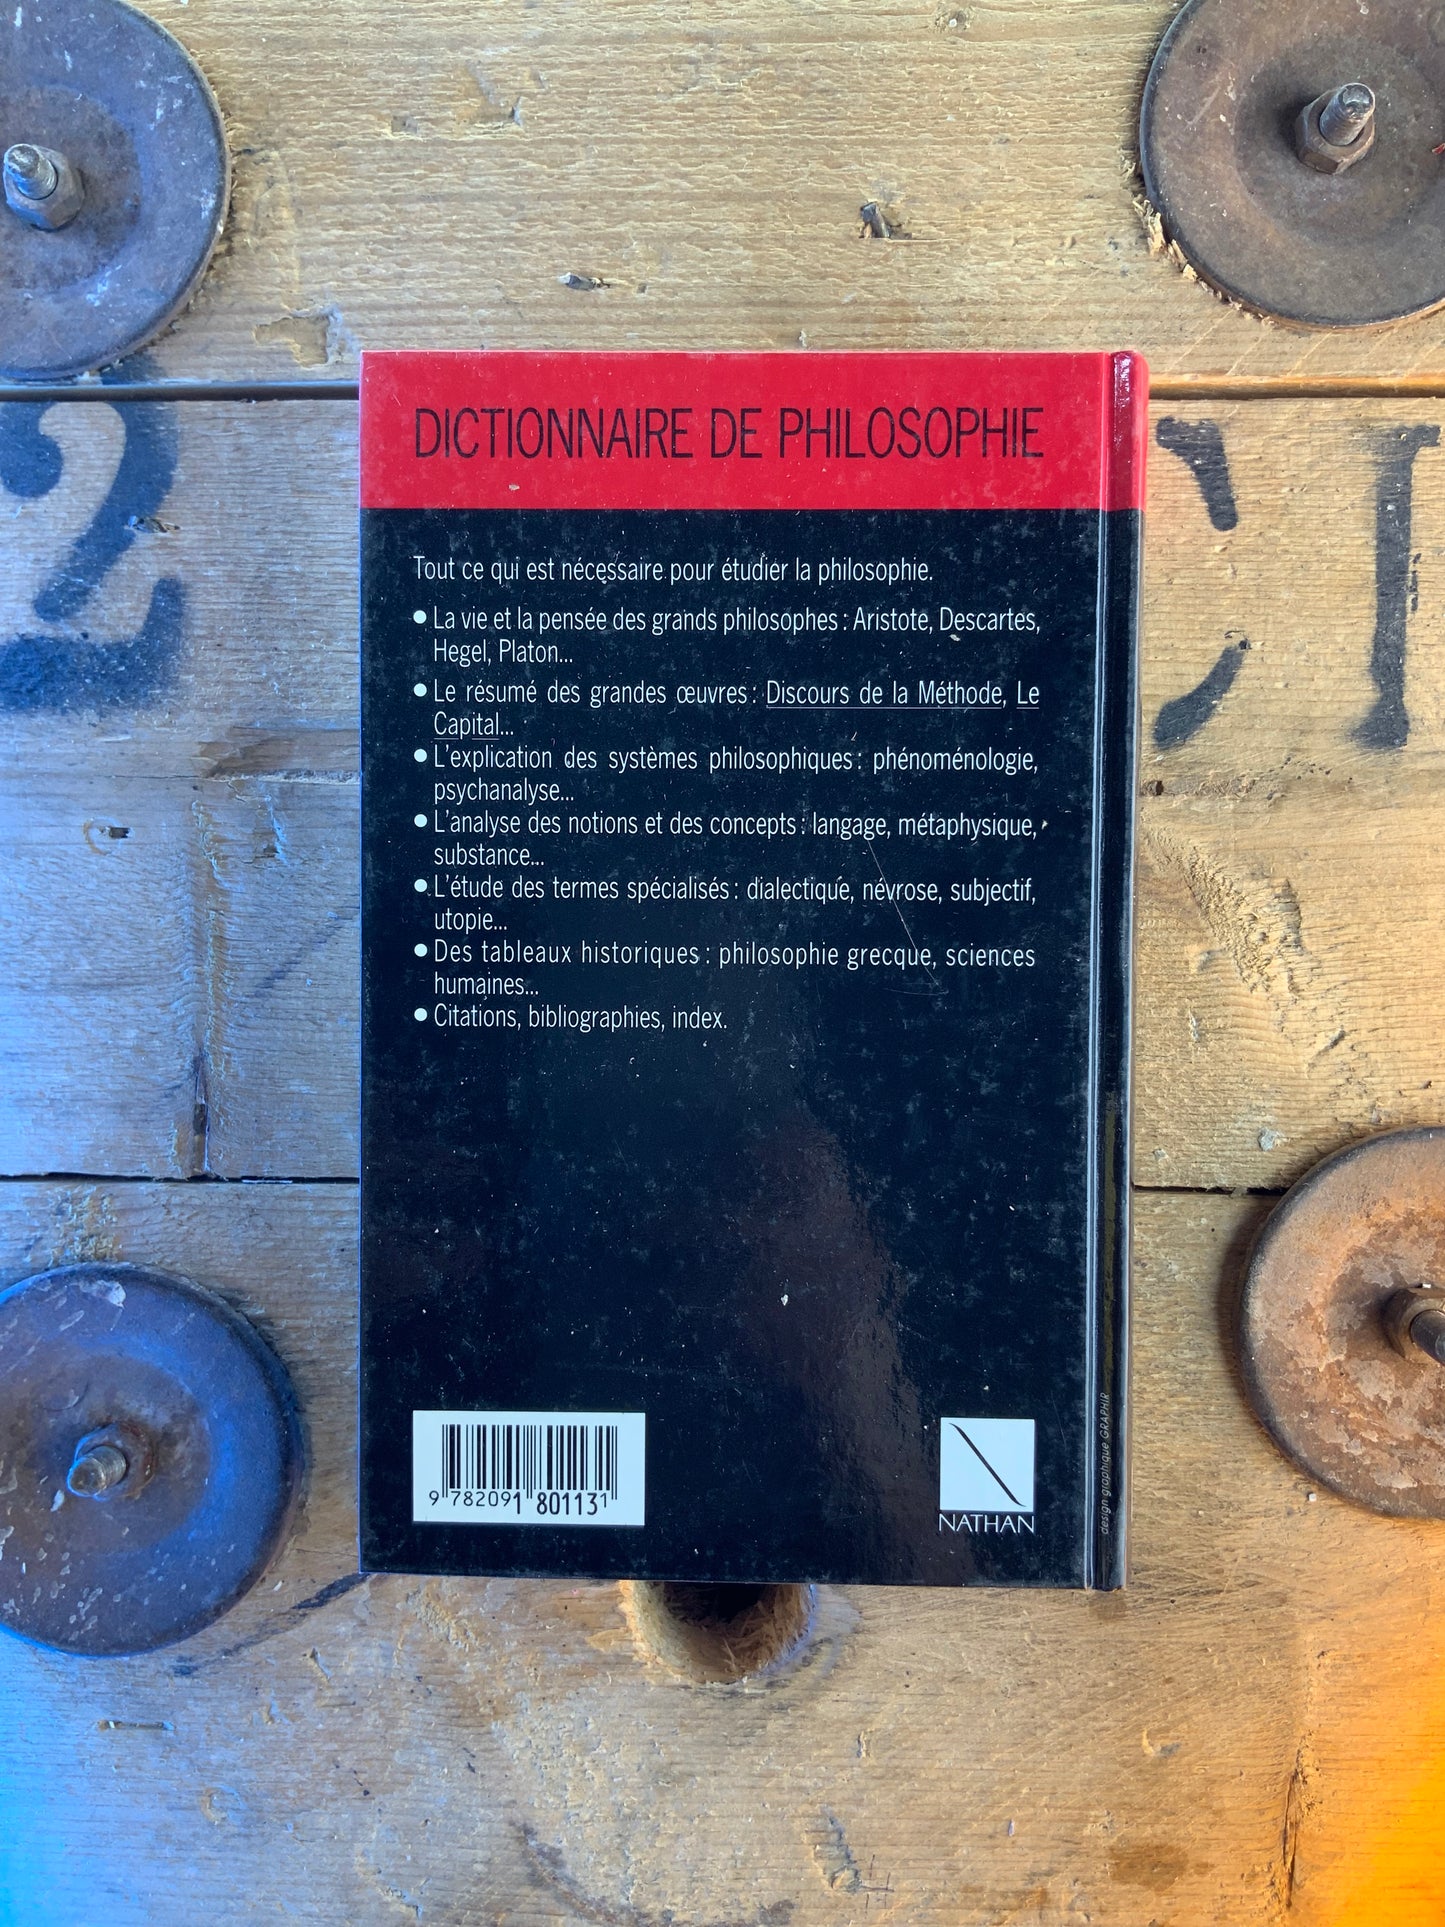 2
CI
DICTIONNAIRE DE PHILOSOPHIE
Tout ce qui est nécessaire pour étudier la philosophie.
● La vie et la pensée des grands philosophes : Aristote, Descartes,
Hegel, Platon...
● Le résumé des grandes œuvres : Discours de la Méthode, Le
Capital...
● L'explication des systèmes philosophiques : phénoménologie,
psychanalyse...
● L'analyse des notions et des concepts : langage, métaphysique,
substance...
● L'étude des termes spécialisés : dialectique, névrose, subjectif,
utopie...
● Des tableaux historiques : philosophie grecque, sciences
humaines...
● Citations, bibliographies, index.
9 782091 801131
NATHAN
design graphique GRAPHIR